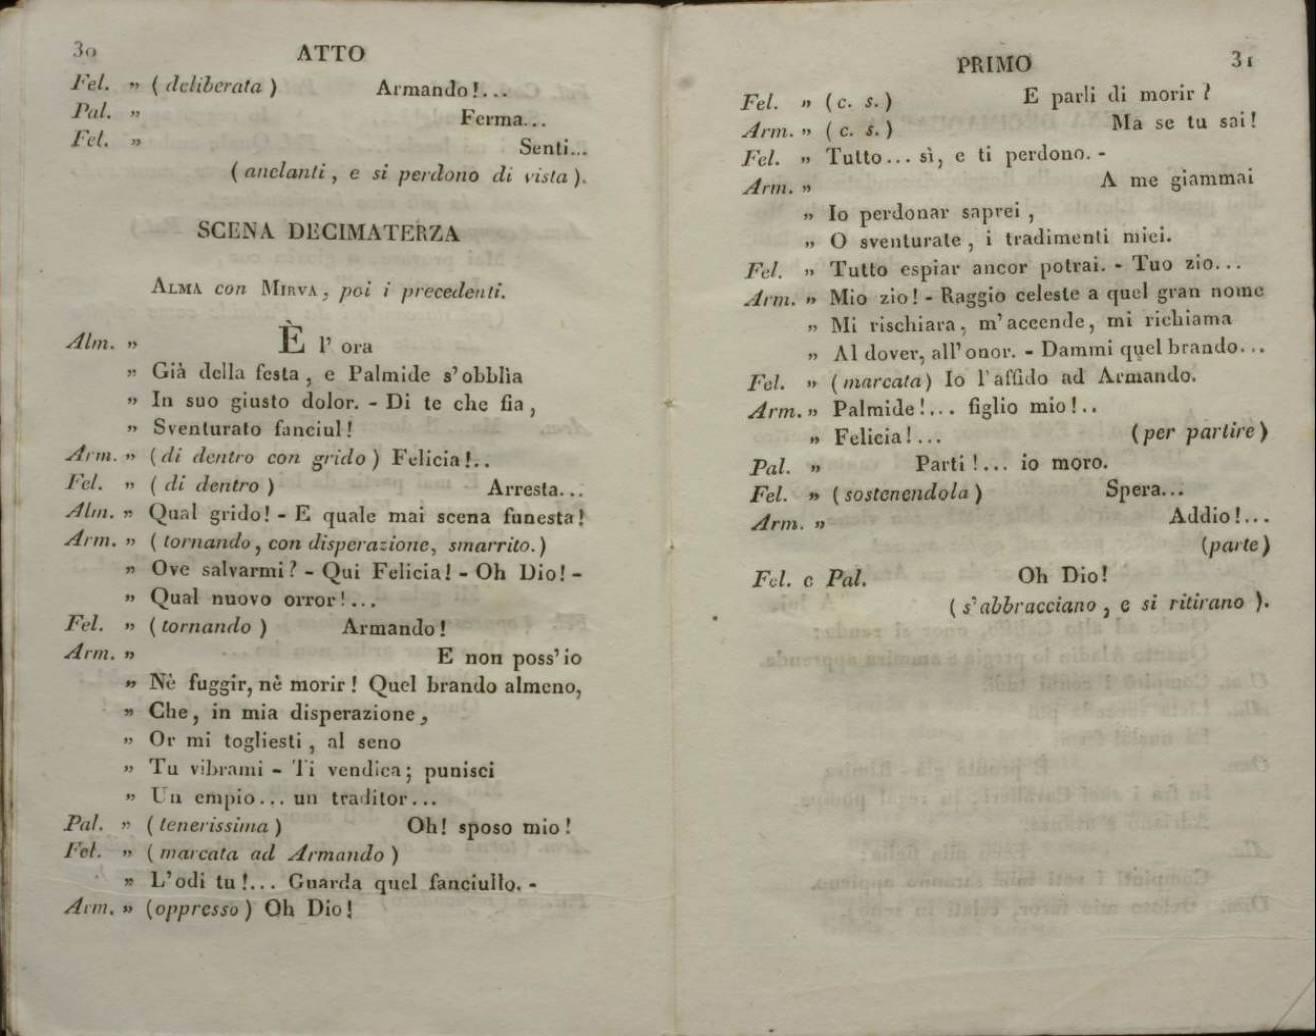 30
ATTO
Fel. „ ( deliberata ) Armando!...
Pal. „ Ferma...
Fel. „ Senti...
( anelanti , e si perdono di vista ).
SCENA DECIMATERZA
ALMA con MIRVA, poi i precedenti.
Alm. „ È l' ora
„ Già della festa , e Palmide s'obblìa
„ In suo giusto dolor. - Di te che fia ,
„ Sventurato fanciul!
Arm. „ (di dentro con grido ) Felicia!..
Fel. „ ( di dentro ) Arresta...
Alm. „ Qual grido! - E quale mai scena funesta!
Arm. „ ( tornando, con disperazione, smarrito.)
„ Ove salvarmi? - Qui Felicia! - Oh Dio! -
„ Qual nuovo orror!...
Fel. „ ( tornando ) Armando!
Arm. „ E non poss'io
„ Nè fuggir, nè morir! Quel brando almeno,
„ Che, in mia disperazione,
„ Or mi togliesti , al seno
„ Tu vibrami - Ti vendica; punisci
„ Un empio... un traditor...
Pal. „ ( tenerissima ) Oh! sposo mio!
Fel. „ ( marcata ad Armando )
„ L'odi tu!... Guarda quel fanciullo. -
Arm. „ (oppresso ) Oh Dio!
PRIMO
31
Fel. „ ( c. s. ) E parli di morir?
Arm. „ ( c. s. ) Ma se tu sai!
Fel. „ Tutto... sì, e ti perdono. -
Arm. „ A me giammai
„ Io perdonar saprei ,
„ O sventurate , i tradimenti miei.
Fel. „ Tutto espiar ancor potrai. - Tuo zio...
Arm. „ Mio zio! - Raggio celeste a quel gran nome
„ Mi rischiara, m'accende, mi richiama
„ Al dover, all'onor. - Dammi quel brando...
Fel. „ (marcata) Io l'affido ad Armando.
Arm. „ Palmide!... figlio mio!..
„ Felicia!... (per partire)
Pal. „ Parti!... io moro.
Fel. „ ( sostenendola ) Spera...
Arm. „ Addio!...
(parte)
Fel. e Pal. Oh Dio!
( s'abbracciano , e si ritirano ).